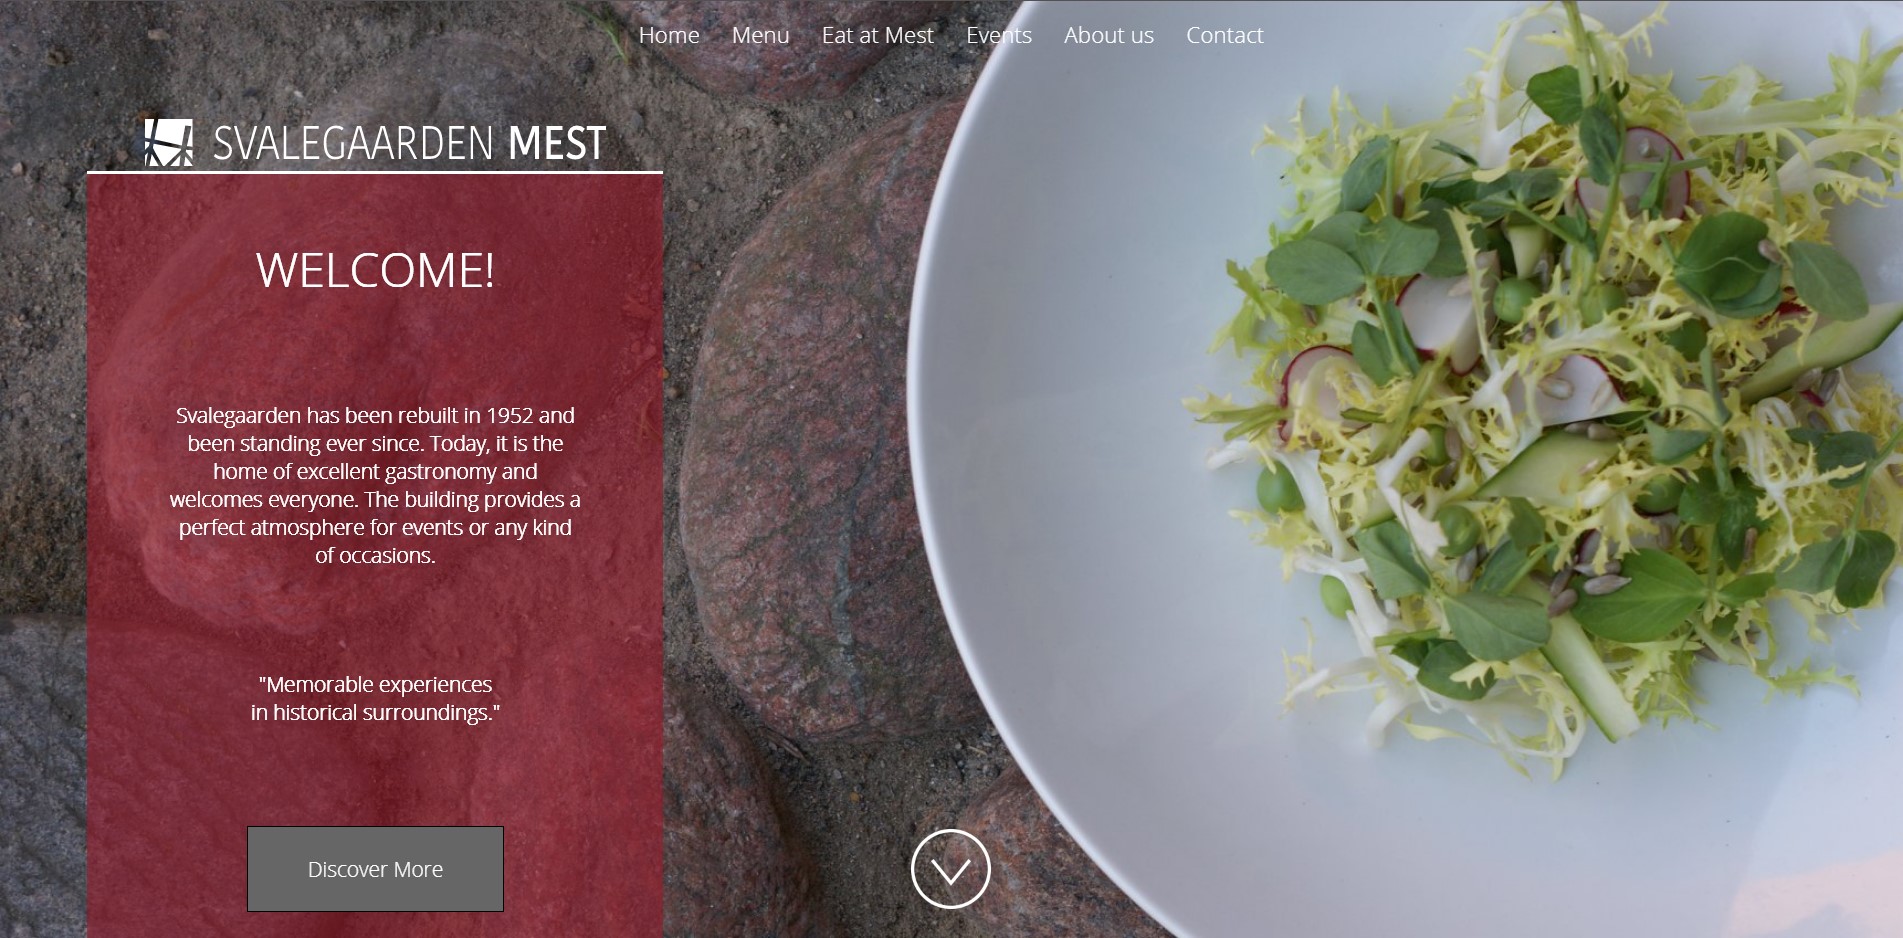 Home Menu Eat at Mest Events About us Contact
SVALEGAARDEN MEST
WELCOME!
Svalegaarden has been rebuilt in 1952 and
been standing ever since. Today, it is the
home of excellent gastronomy and
welcomes everyone. The building provides a
perfect atmosphere for events or any kind
of occasions.
"Memorable experiences
in historical surroundings."
Discover More